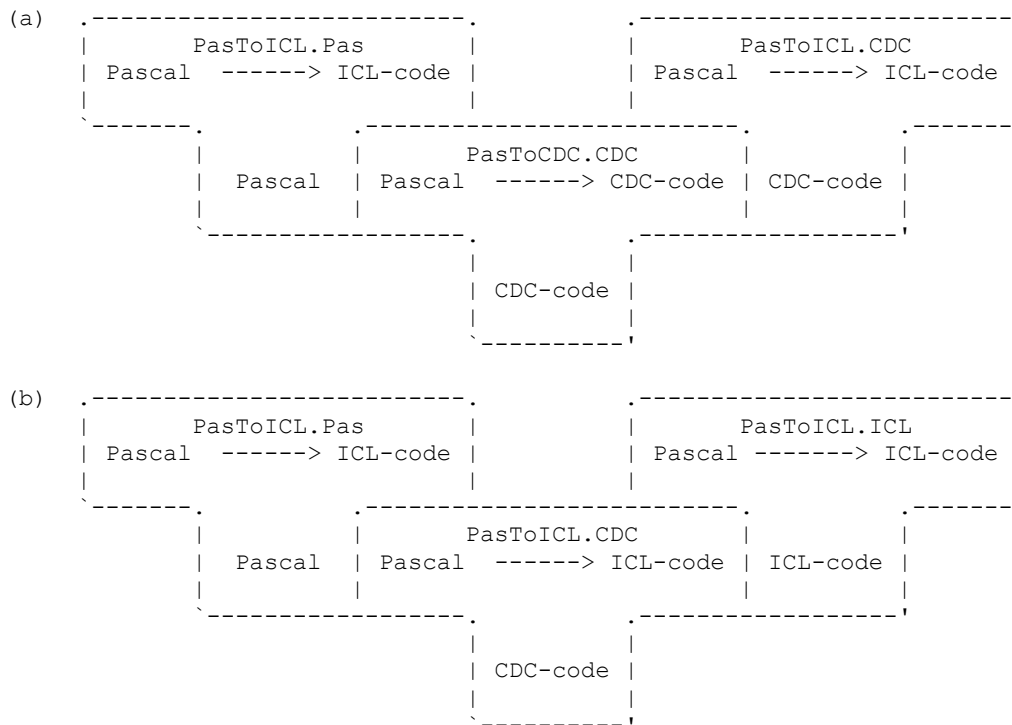 (a)
PasToICL.Pas PasToICL.CDC
Pascal ------> ICL-code Pascal ------> ICL-code
PasToCDC.CDC
Pascal Pascal ------> CDC-code CDC-code
CDC-code
(b)
PasToICL.Pas PasToICL.ICL
Pascal ------> ICL-code Pascal -------> ICL-code
PasToICL.CDC
Pascal Pascal ------> ICL-code ICL-code
CDC-code